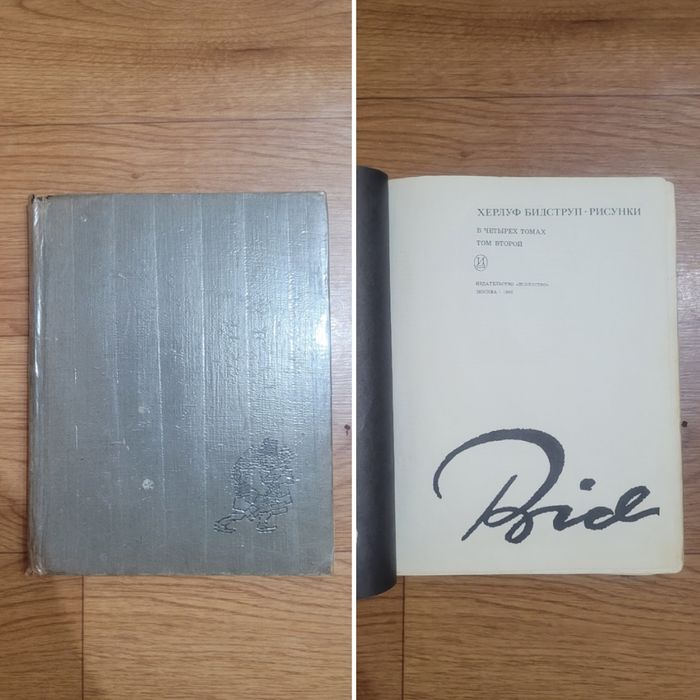 ХЕРЛУФ БИДСТРУП • РИСУНКИ
В ЧЕТЫРЕХ ТОМАХ
ТОМ ВТОРОЙ
И
ИЗДАТЕЛЬСТВО «ИСКУССТВО»
МОСКВА •
Bid